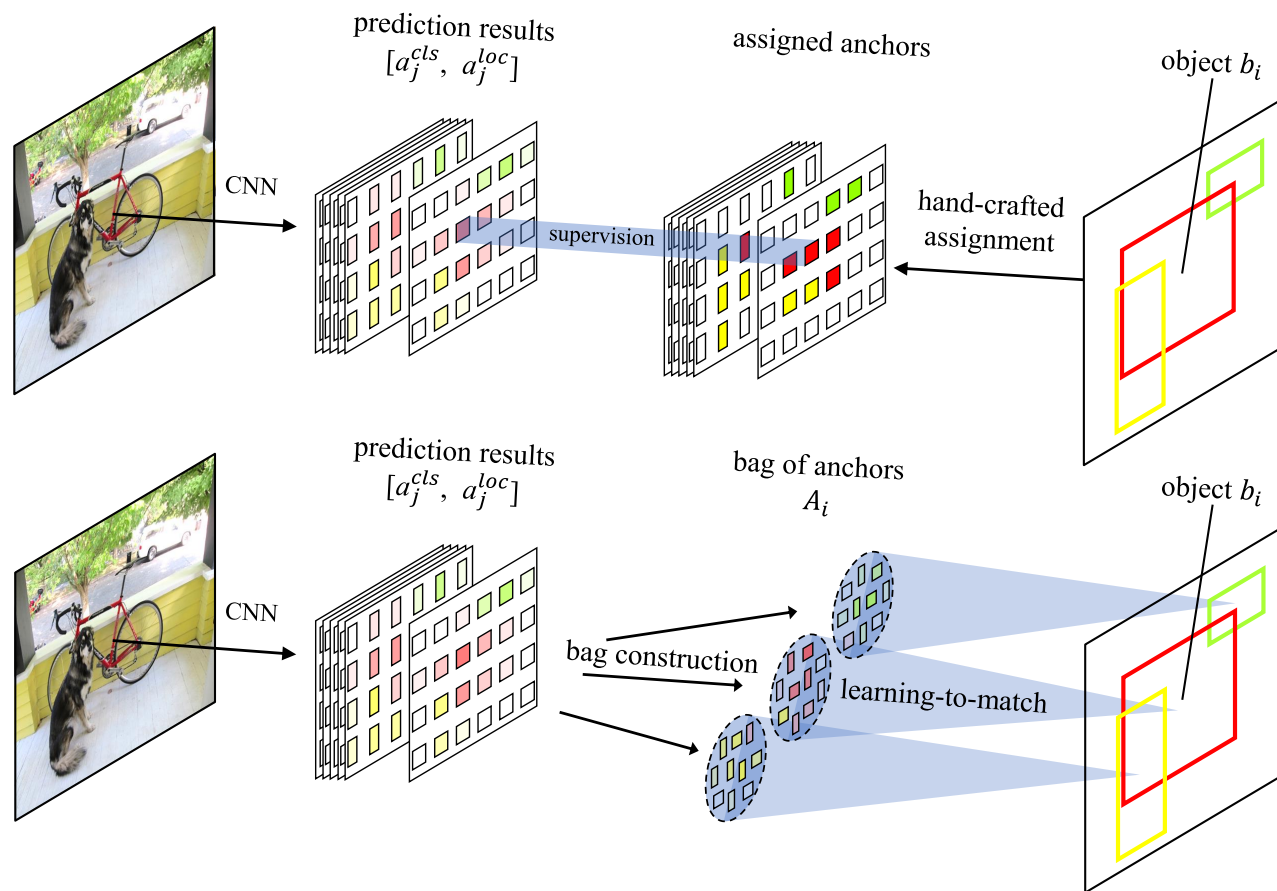 prediction results
[a_j^{cls}, a_j^{loc}]
assigned anchors
object b_i
CNN
supervision
hand-crafted
assignment
prediction results
[a_j^{cls}, a_j^{loc}]
bag of anchors
A_i
object b_i
CNN
bag construction
learning-to-match